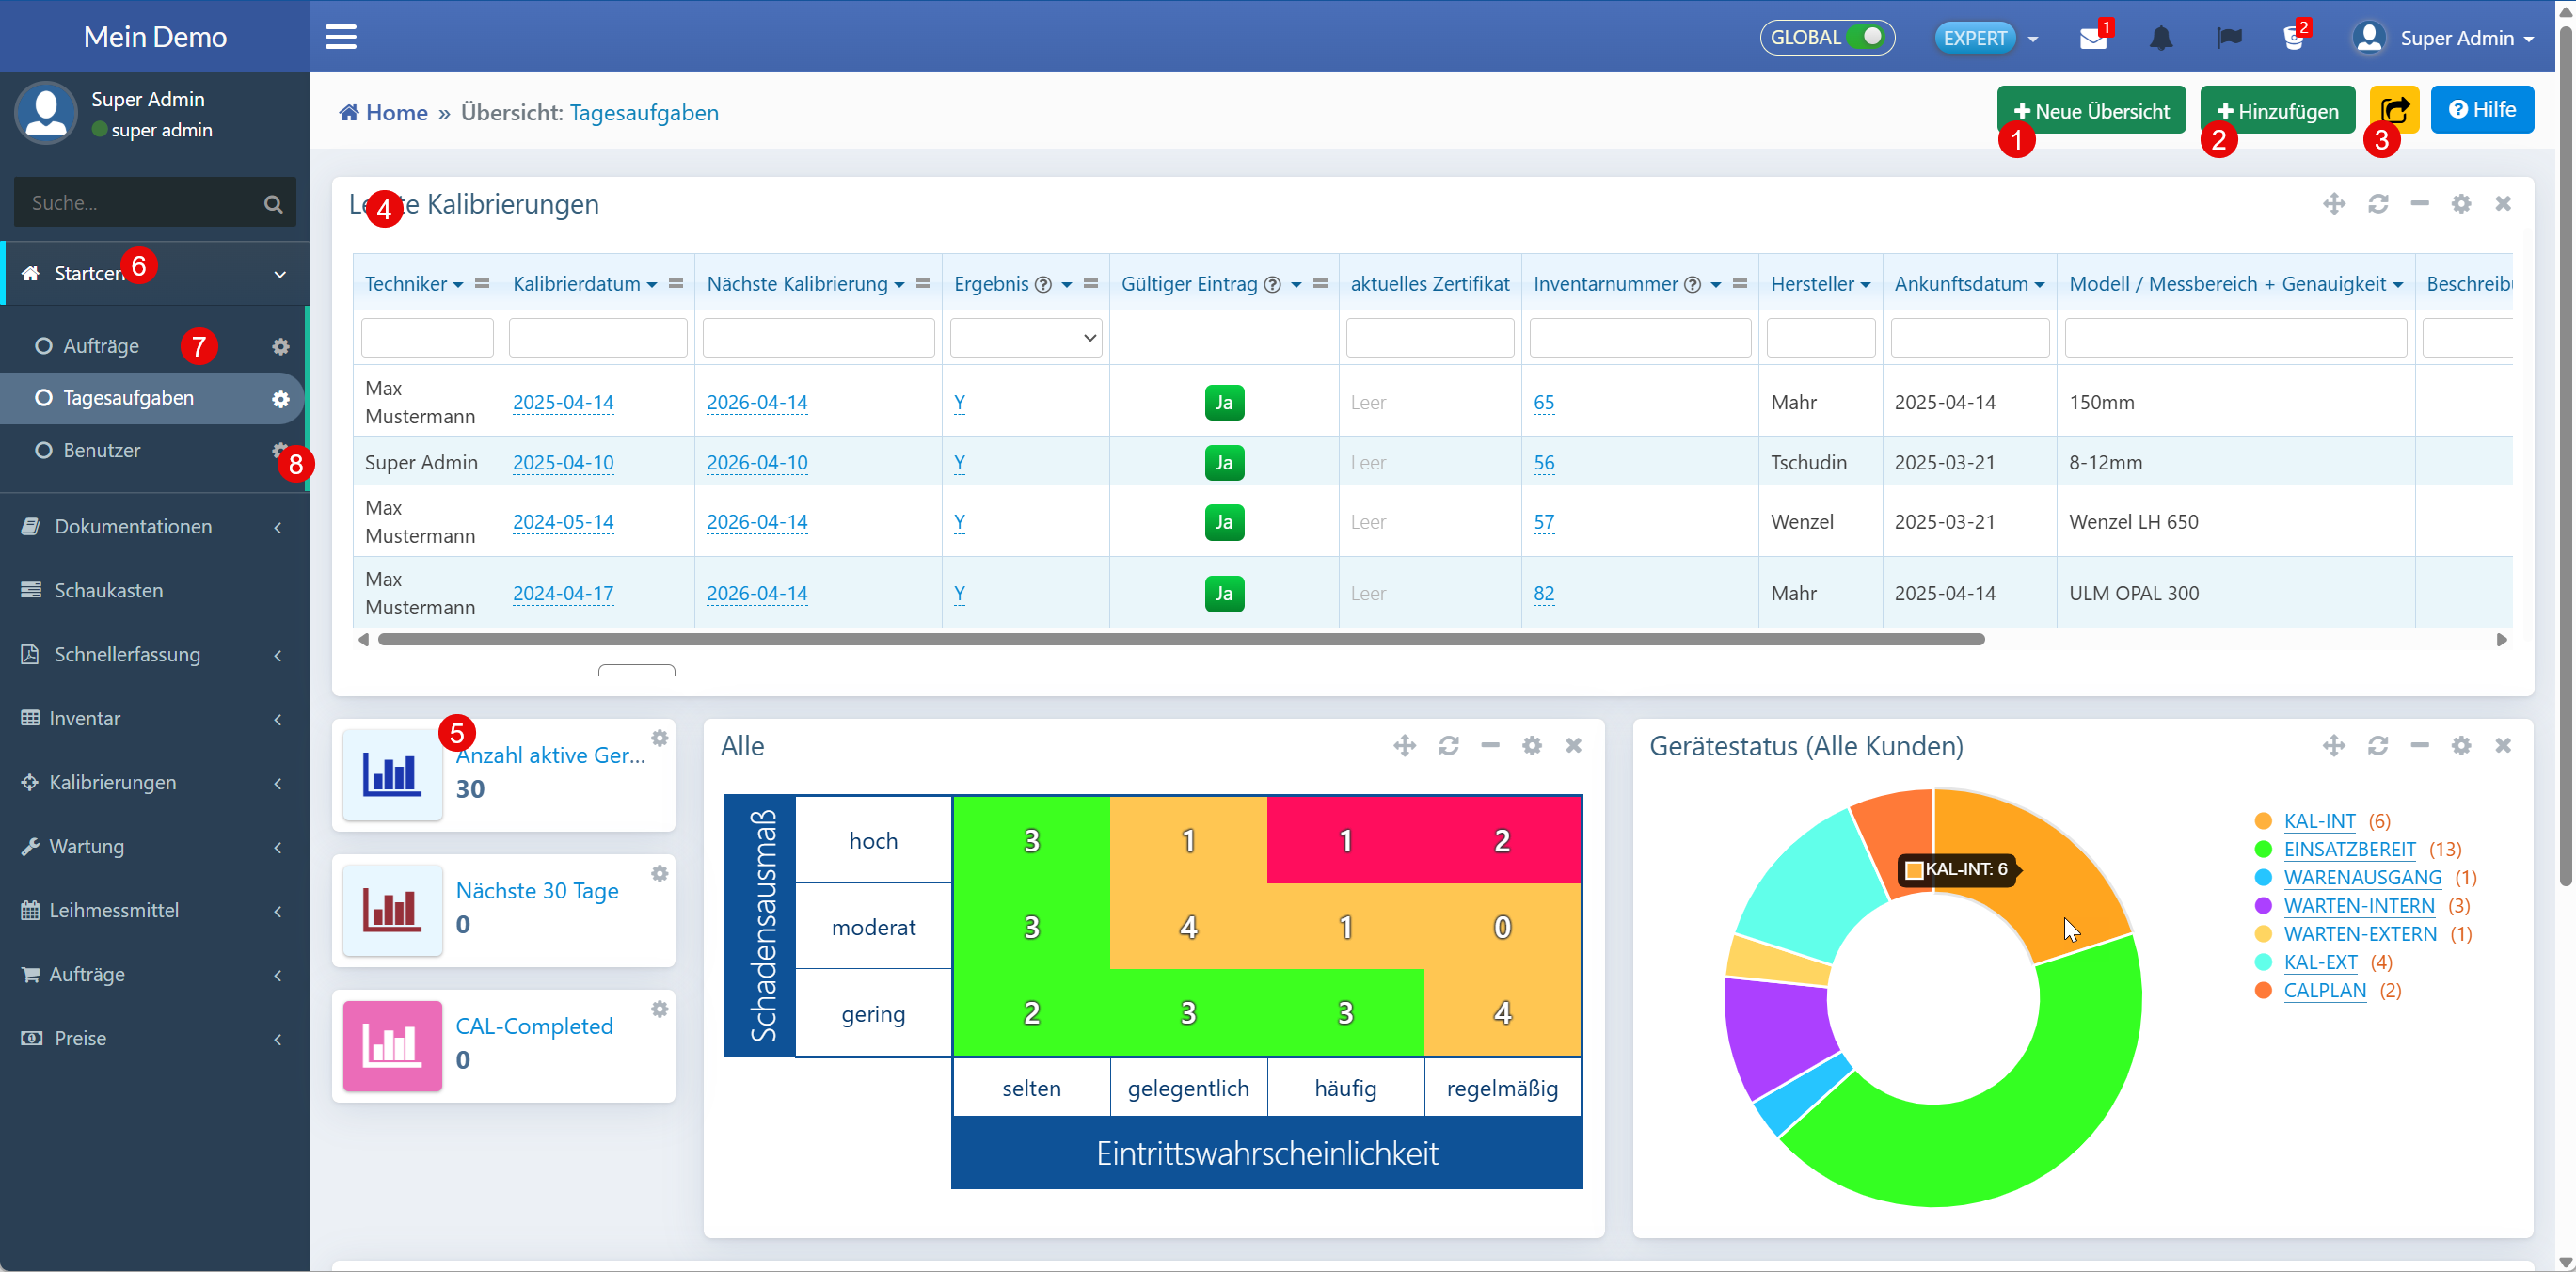 Mein Demo
GLOBAL
EXPERT
1
2
Super Admin
Super Admin
super admin
Suche...
6
Startcen
Aufträge
7
Tagesaufgaben
Benutzer
8
Dokumentationen
Schaukasten
Schnellerfassung
Inventar
Kalibrierungen
Wartung
Leihmessmittel
Aufträge
Preise
Home » Übersicht: Tagesaufgaben
Neue Übersicht
Hinzufügen
Hilfe
1
2
3
4
Kalibrierungen
Techniker Kalibrierdatum Nächste Kalibrierung Ergebnis Gültiger Eintrag aktuelles Zertifikat Inventarnummer Hersteller Ankunftsdatum Modell / Messbereich + Genauigkeit Beschreibu
Max Mustermann 2025-04-14 2026-04-14 Y Ja Leer 65 Mahr 2025-04-14 150mm
Super Admin 2025-04-10 2026-04-10 Y Ja Leer 56 Tschudin 2025-03-21 8-12mm
Max Mustermann 2024-05-14 2026-04-14 Y Ja Leer 57 Wenzel 2025-03-21 Wenzel LH 650
Max Mustermann 2024-04-17 2026-04-14 Y Ja Leer 82 Mahr 2025-04-14 ULM OPAL 300
5
Anzahl aktive Ger...
30
Nächste 30 Tage
0
CAL-Completed
0
Alle
Schadensausmaß
hoch 3 1 1 2
moderat 3 4 1 0
gering 2 3 3 4
selten gelegentlich häufig regelmäßig
Eintrittswahrscheinlichkeit
Gerätestatus (Alle Kunden)
KAL-INT: 6
KAL-INT (6)
EINSATZBEREIT (13)
WARENAUSGANG (1)
WARTEN-INTERN (3)
WARTEN-EXTERN (1)
KAL-EXT (4)
CALPLAN (2)